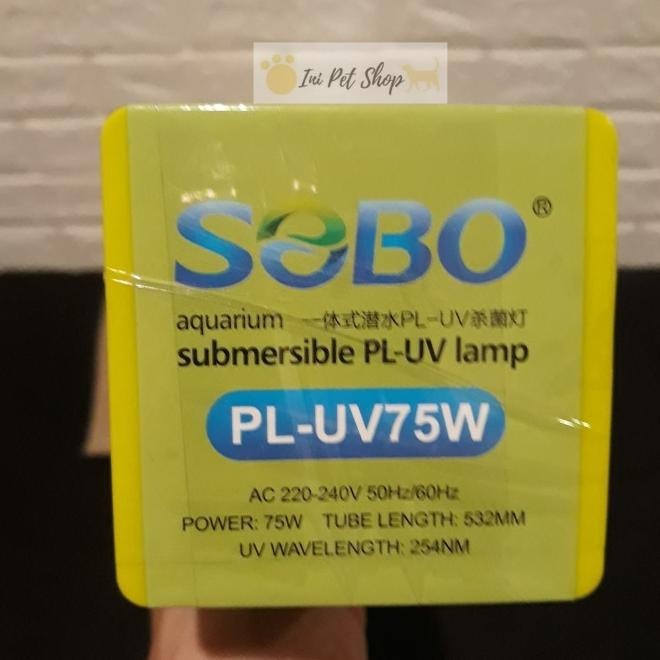 Ini Pet Shop
SOBO®
aquarium 一体式潜水PL-UV杀菌灯
submersible PL-UV lamp
PL-UV75W
AC 220-240V 50Hz/60Hz
POWER: 75W TUBE LENGTH: 532MM
UV WAVELENGTH: 254NM